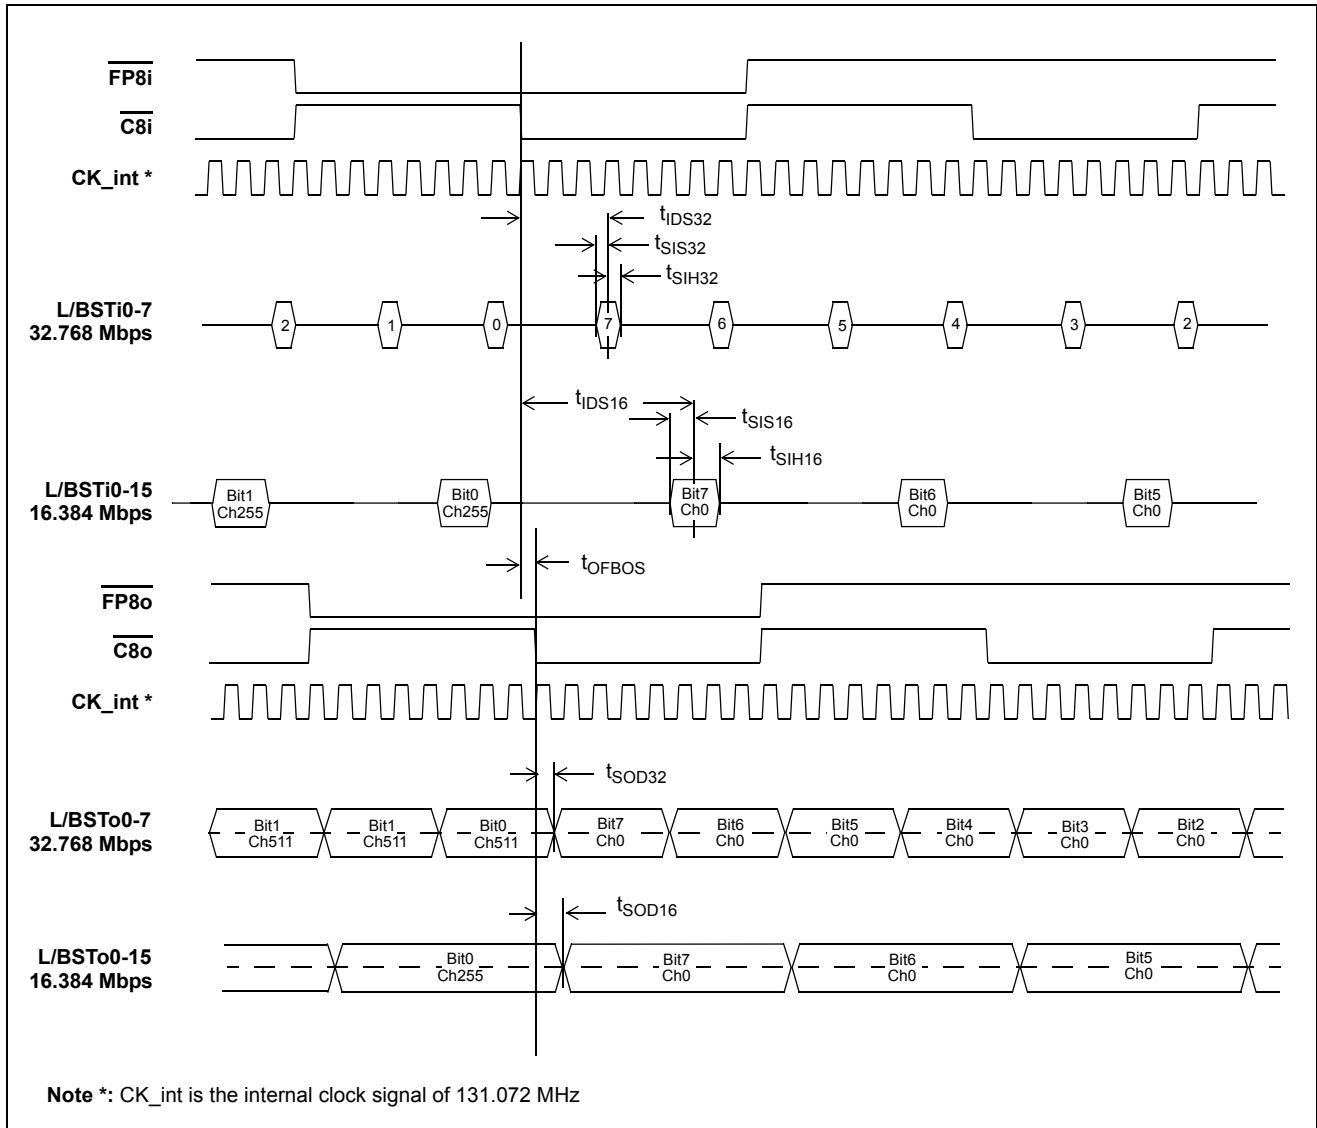 FP8i
C8i
CK_int *
tIDS32
tSIS32
tSIH32
L/BSTi0-7
32.768 Mbps
2 1 0 7 6 5 4 3 2
tIDS16
tSIS16
tSIH16
L/BSTi0-15
16.384 Mbps
Bit1 Bit0 Bit7 Bit6 Bit5
Ch255 Ch255 Ch0 Ch0 Ch0
tOFBOS
FP8o
C8o
CK_int *
tSOD32
L/BSTo0-7
32.768 Mbps
Bit1 Bit1 Bit0 Bit7 Bit6 Bit5 Bit4 Bit3 Bit2
Ch511 Ch511 Ch511 Ch0 Ch0 Ch0 Ch0 Ch0 Ch0
tSOD16
L/BSTo0-15
16.384 Mbps
Bit0 Bit7 Bit6 Bit5
Ch255 Ch0 Ch0 Ch0
Note *: CK_int is the internal clock signal of 131.072 MHz